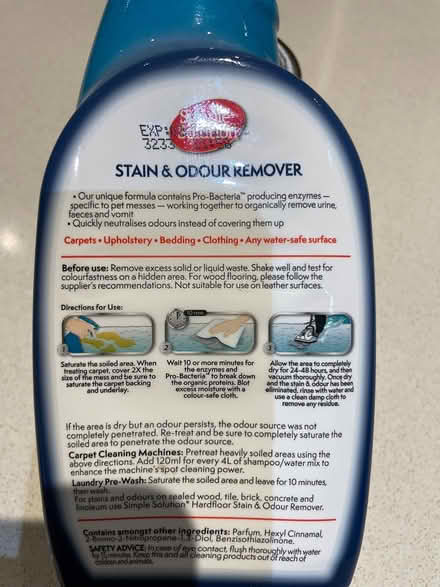 Simple
Solution
EXP:
STAIN & ODOUR REMOVER
• Our unique formula contains Pro-Bacteria™ producing enzymes –
specific to pet messes – working together to organically remove urine,
faeces and vomit
• Quickly neutralises odours instead of covering them up
Carpets • Upholstery • Bedding • Clothing • Any water-safe surface
Before use: Remove excess solid or liquid waste. Shake well and test for
colourfastness on a hidden area. For wood flooring, please follow the
supplier's recommendations. Not suitable for use on leather surfaces.
Directions for Use:
10 mins
1
2
3
Saturate the soiled area. When
treating carpet, cover 2X the
size of the mess and be sure to
saturate the carpet backing
and underlay.
Wait 10 or more minutes for
the enzymes and
Pro-Bacteria™ to break down
the organic proteins. Blot
excess moisture with a
colour-safe cloth.
Allow the area to completely
dry for 24-48 hours, and then
vacuum thoroughly. Once dry
and the stain & odour has been
eliminated, rinse with water and
use a clean damp cloth to
remove any residue.
If the area is dry but an odour persists, the odour source was not
completely penetrated. Re-treat and be sure to completely saturate the
soiled area to penetrate the odour source.
Carpet Cleaning Machines: Pretreat heavily soiled areas using the
above directions. Add 120ml for every 4L of shampoo/water mix to
enhance the machine's spot cleaning power.
Laundry Pre-Wash: Saturate the soiled area and leave for 10 minutes,
then wash.
For stains and odours on sealed wood, tile, brick, concrete and
linoleum use Simple Solution® Hardfloor Stain & Odour Remover.
Contains amongst other ingredients: Parfum, Hexyl Cinnamal,
2-Bromo-2-Nitropropane-1,3-Diol, Benzisothiazolinone.
SAFETY ADVICE: In case of eye contact, flush thoroughly with water
for 15 minutes. Keep this and all cleaning products out of reach of
children and animals.